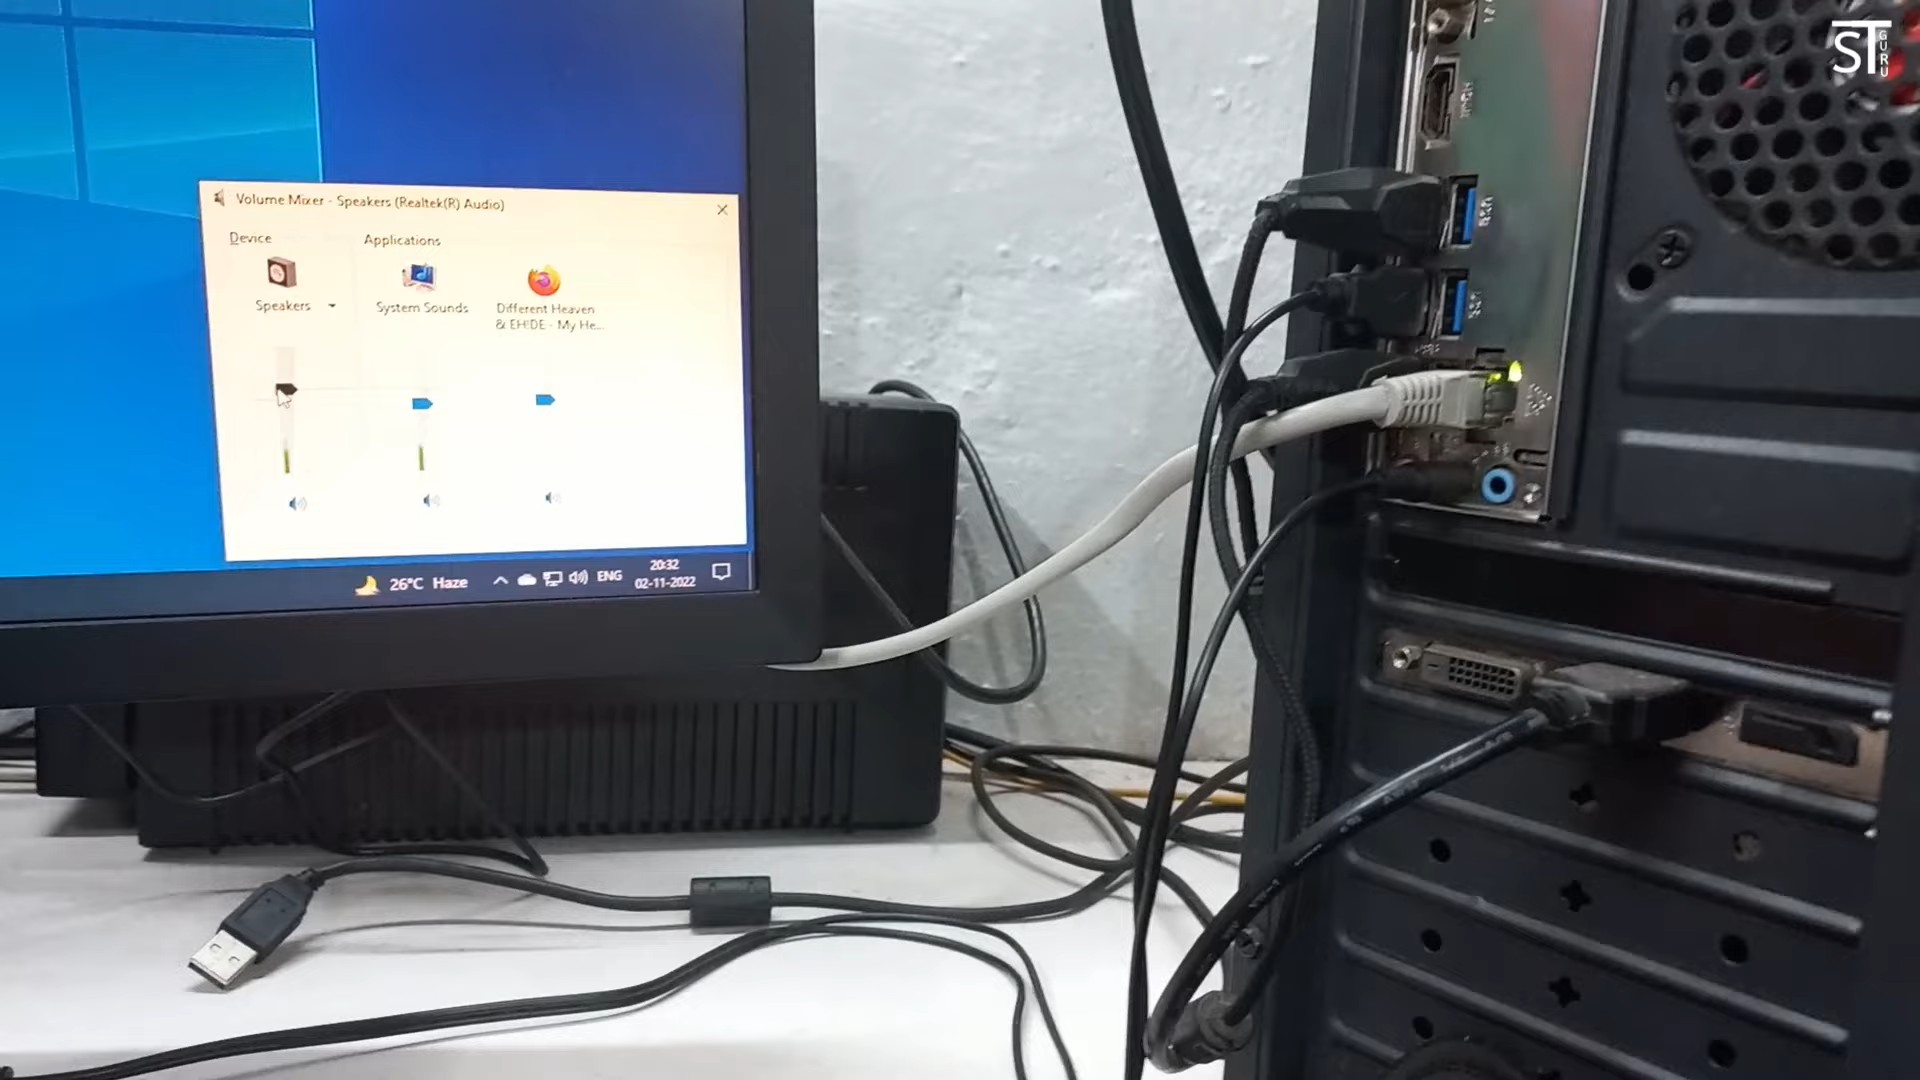 ST
GURU
Volume Mixer - Speakers (Realtek(R) Audio)
Device
Applications
Speakers
System Sounds
Different Heaven
& EH!DE - My He...
26°C Haze
ENG
20:32
02-11-2022